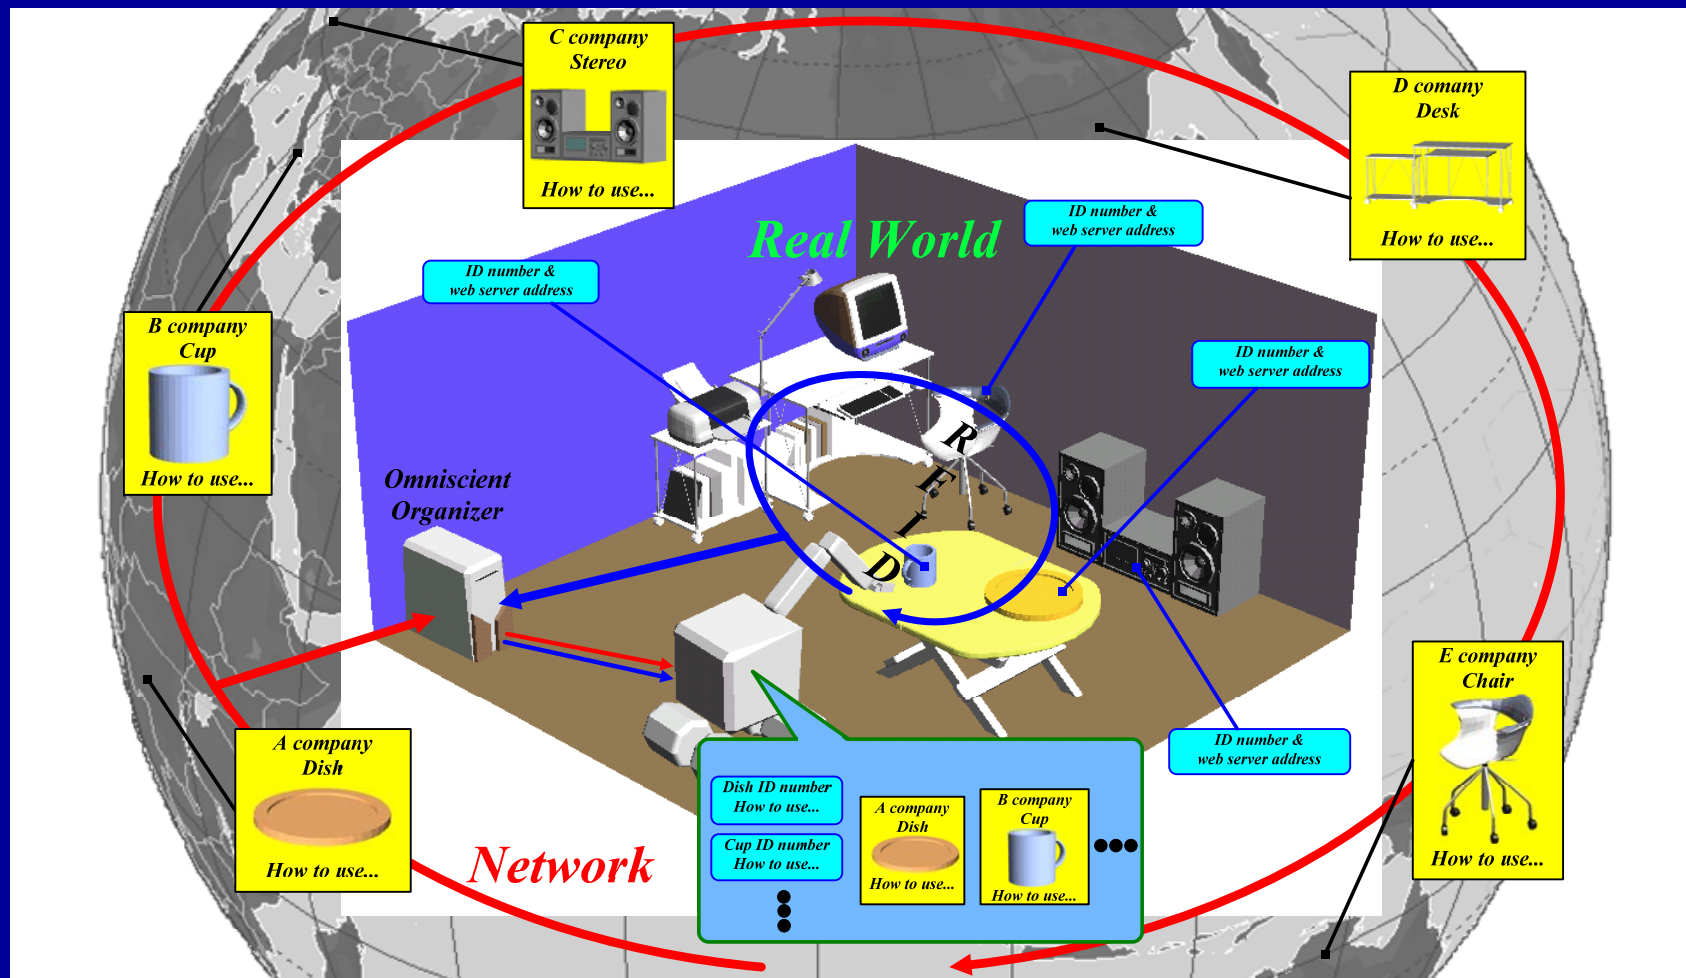 C company
Stereo
How to use...
D comany
Desk
How to use...
Real World
ID number &
web server address
ID number &
web server address
B company
Cup
How to use...
ID number &
web server address
R
F
I
D
Omniscient
Organizer
E company
Chair
How to use...
A company
Dish
How to use...
ID number &
web server address
Network
Dish ID number
How to use...
Cup ID number
How to use...
A company
Dish
How to use...
B company
Cup
How to use...